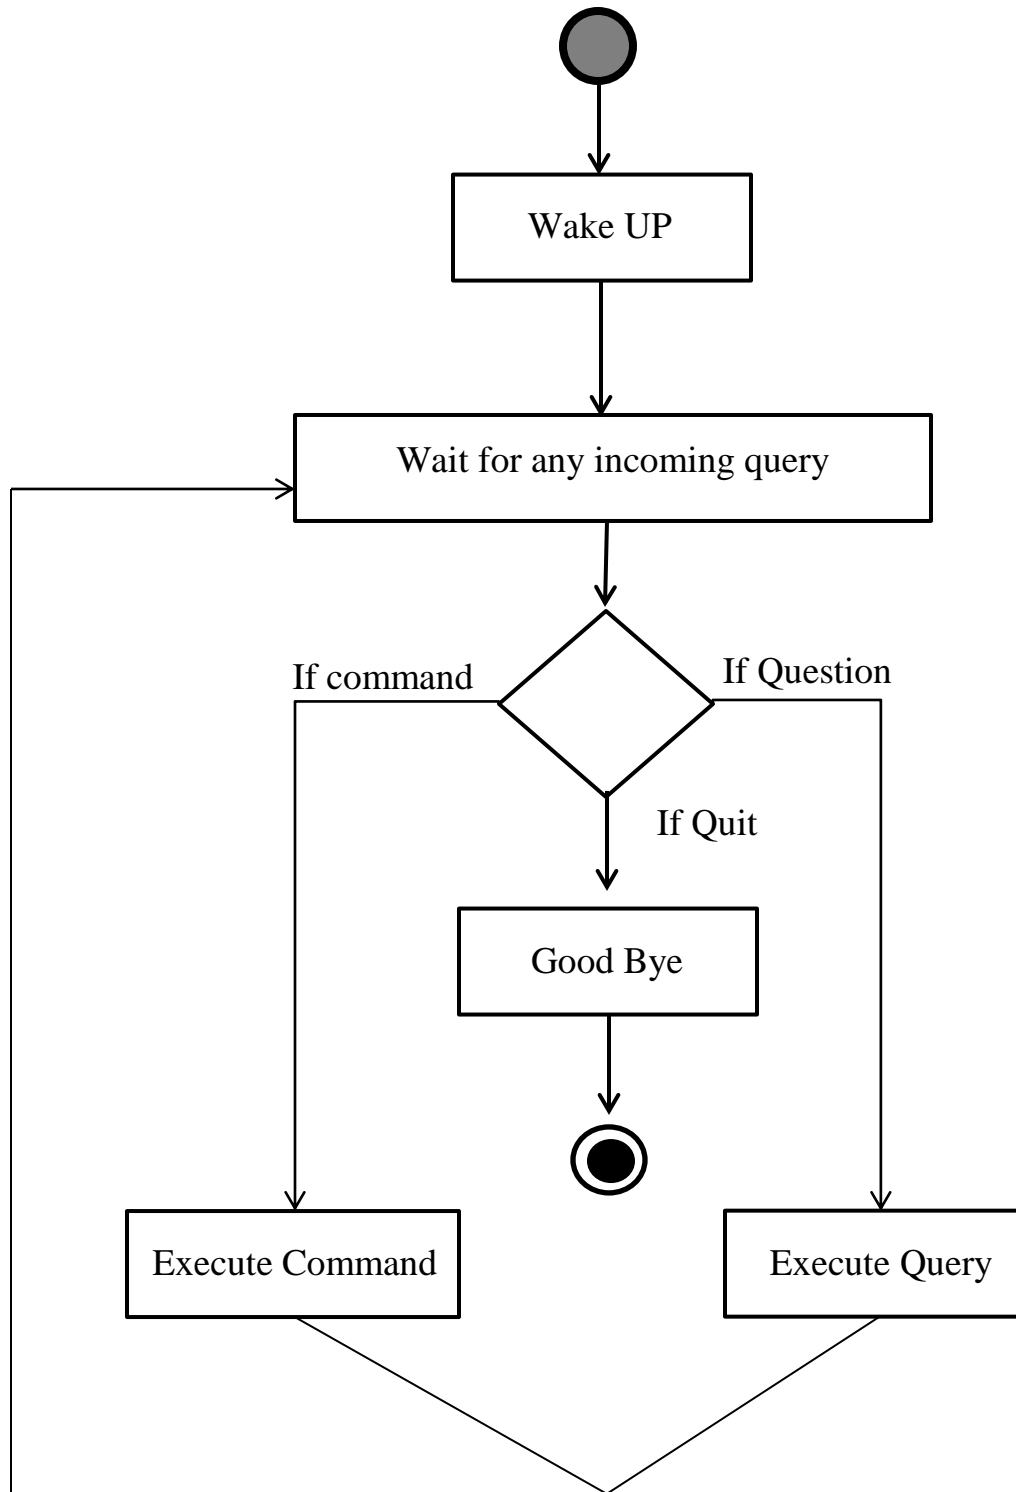 Wake UP
Wait for any incoming query
If command
If Question
If Quit
Good Bye
Execute Command
Execute Query